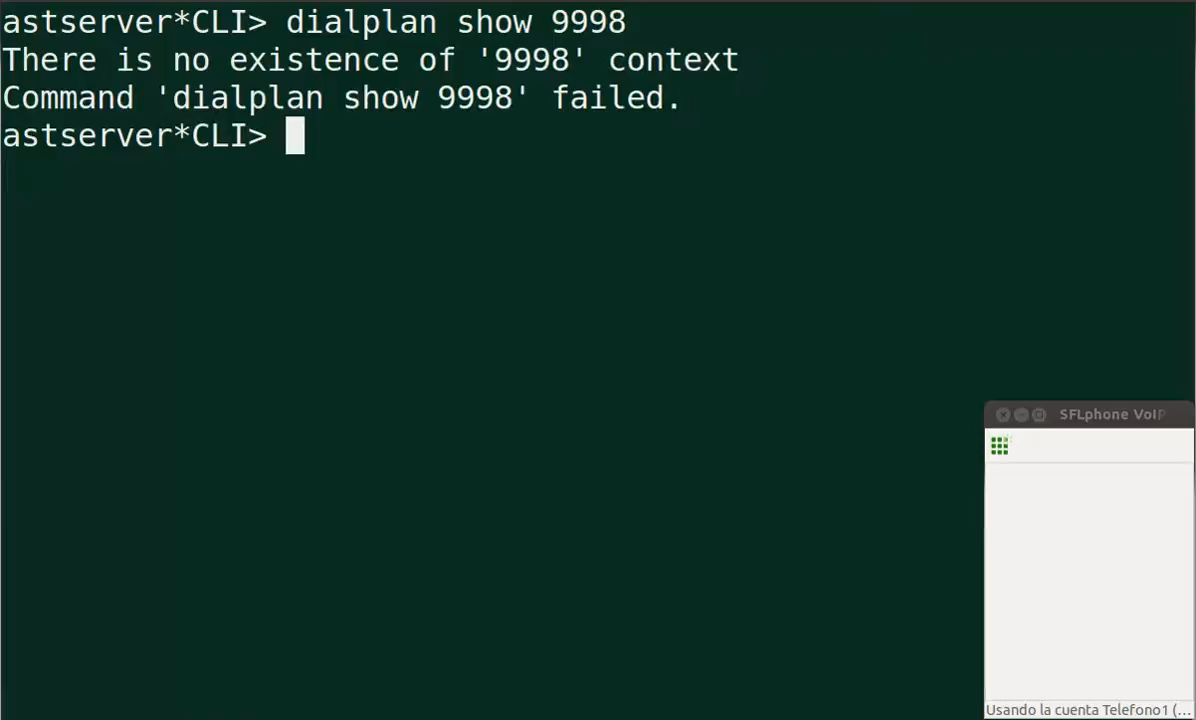 astserver*CLI> dialplan show 9998
There is no existence of '9998' context
Command 'dialplan show 9998' failed.
astserver*CLI>
SFLphone VoIP
Usando la cuenta Telefono1 (...